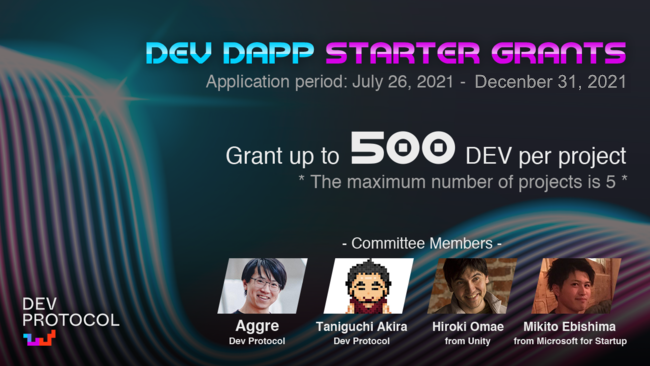 DEV DAPP STARTER GRANTS
Application period: July 26, 2021 - Decenber 31, 2021
Grant up to 500 DEV per project
* The maximum number of projects is 5 *
- Committee Members -
Aggre
Dev Protocol
Taniguchi Akira
Dev Protocol
Hiroki Omae
from Unity
Mikito Ebishima
from Microsoft for Startup
DEV
PROTOCOL